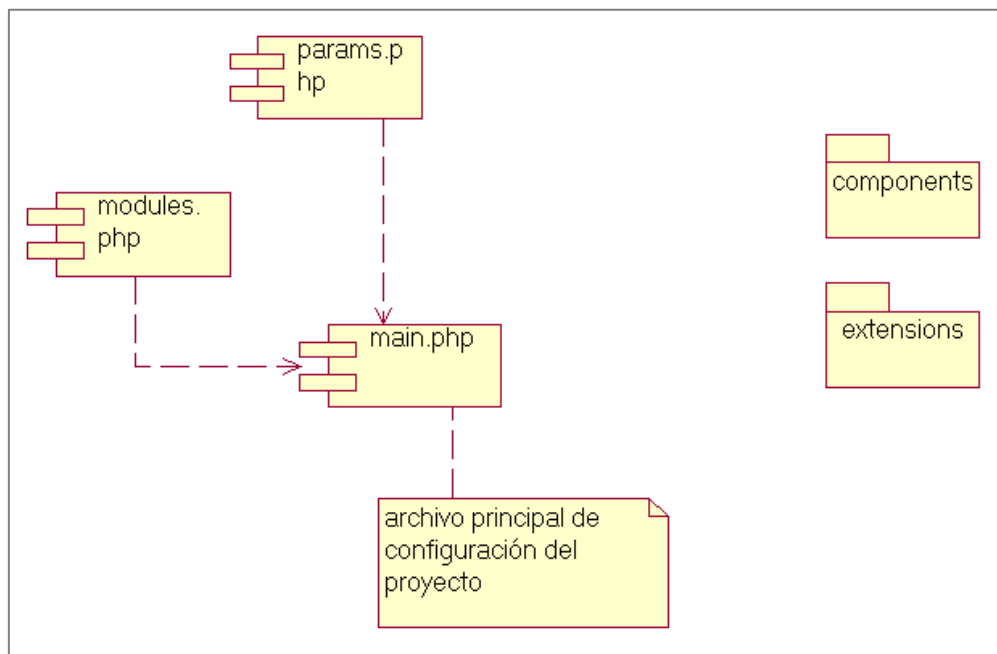 params.p
hp
components
modules.
php
extensions
main.php
archivo principal de
configuración del
proyecto